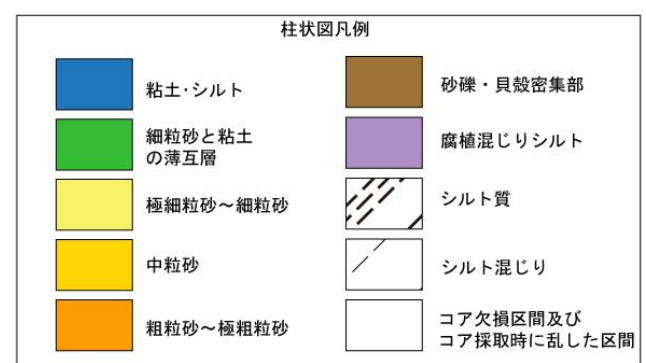 柱状図凡例
粘土・シルト
細粒砂と粘土
の薄互層
極細粒砂～細粒砂
中粒砂
粗粒砂～極粗粒砂
砂礫・貝殻密集部
腐植混じりシルト
シルト質
シルト混じり
コア欠損区間及び
コア採取時に乱した区間